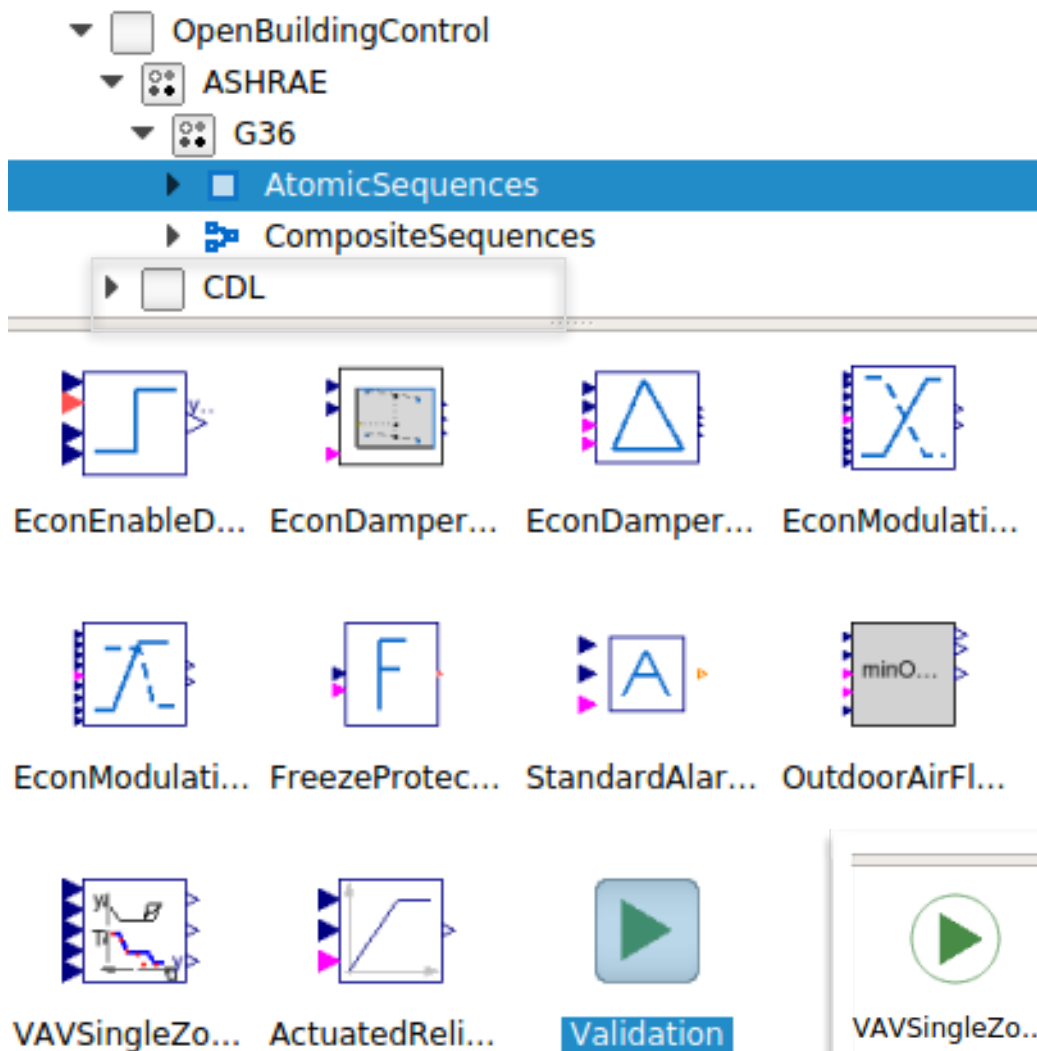 OpenBuildingControl
ASHRAE
G36
AtomicSequences
CompositeSequences
CDL
y..
EconEnableD... EconDamper... EconDamper... EconModulati...
F A minO...
EconModulati... FreezeProtec... StandardAlar... OutdoorAirFl...
VAVSingleZo... ActuatedReli... Validation VAVSingleZo...